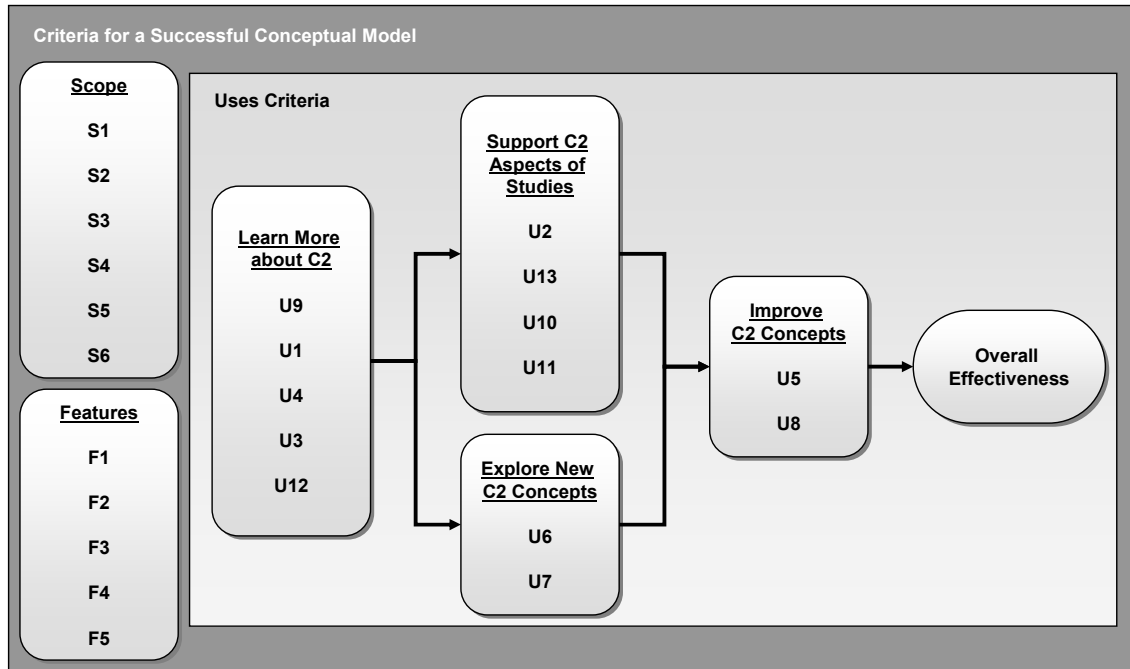 Criteria for a Successful Conceptual Model
Scope
S1
S2
S3
S4
S5
S6
Features
F1
F2
F3
F4
F5
Uses Criteria
Learn More
about C2
U9
U1
U4
U3
U12
Support C2
Aspects of
Studies
U2
U13
U10
U11
Explore New
C2 Concepts
U6
U7
Improve
C2 Concepts
U5
U8
Overall
Effectiveness